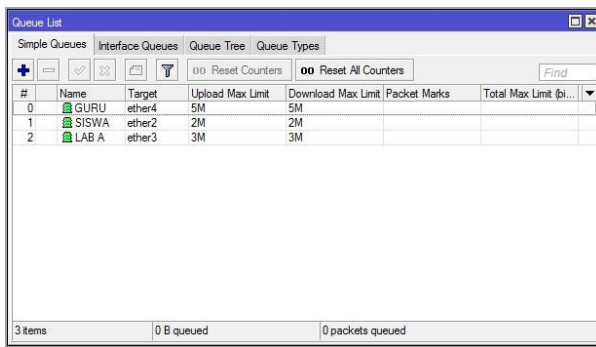 Queue List
Simple Queues Interface Queues Queue Tree Queue Types
00 Reset Counters 00 Reset All Counters Find
# Name Target Upload Max Limit Download Max Limit Packet Marks Total Max Limit (bi...
0 GURU ether4 5M 5M
1 SISWA ether2 2M 2M
2 LAB A ether3 3M 3M
3 items 0 B queued 0 packets queued